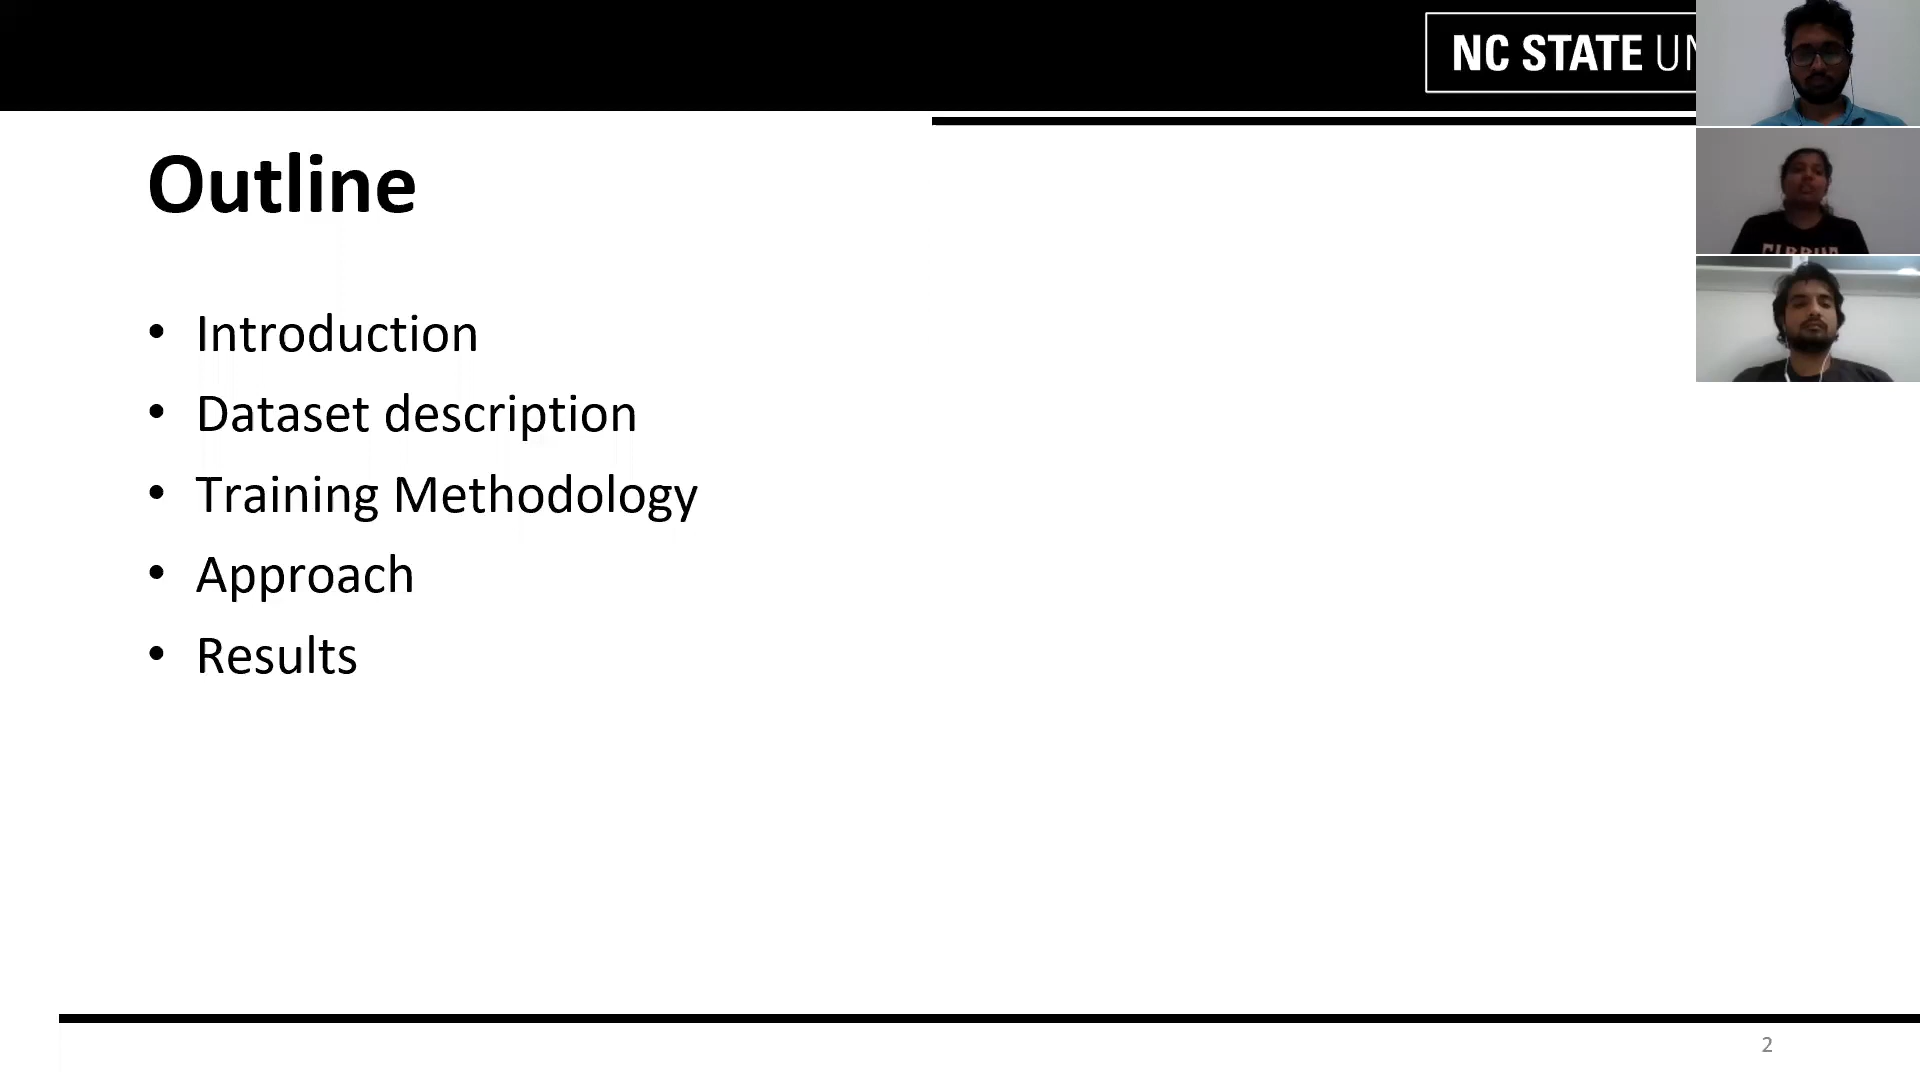 NC STATE UN
Outline
• Introduction
• Dataset description
• Training Methodology
• Approach
• Results
2